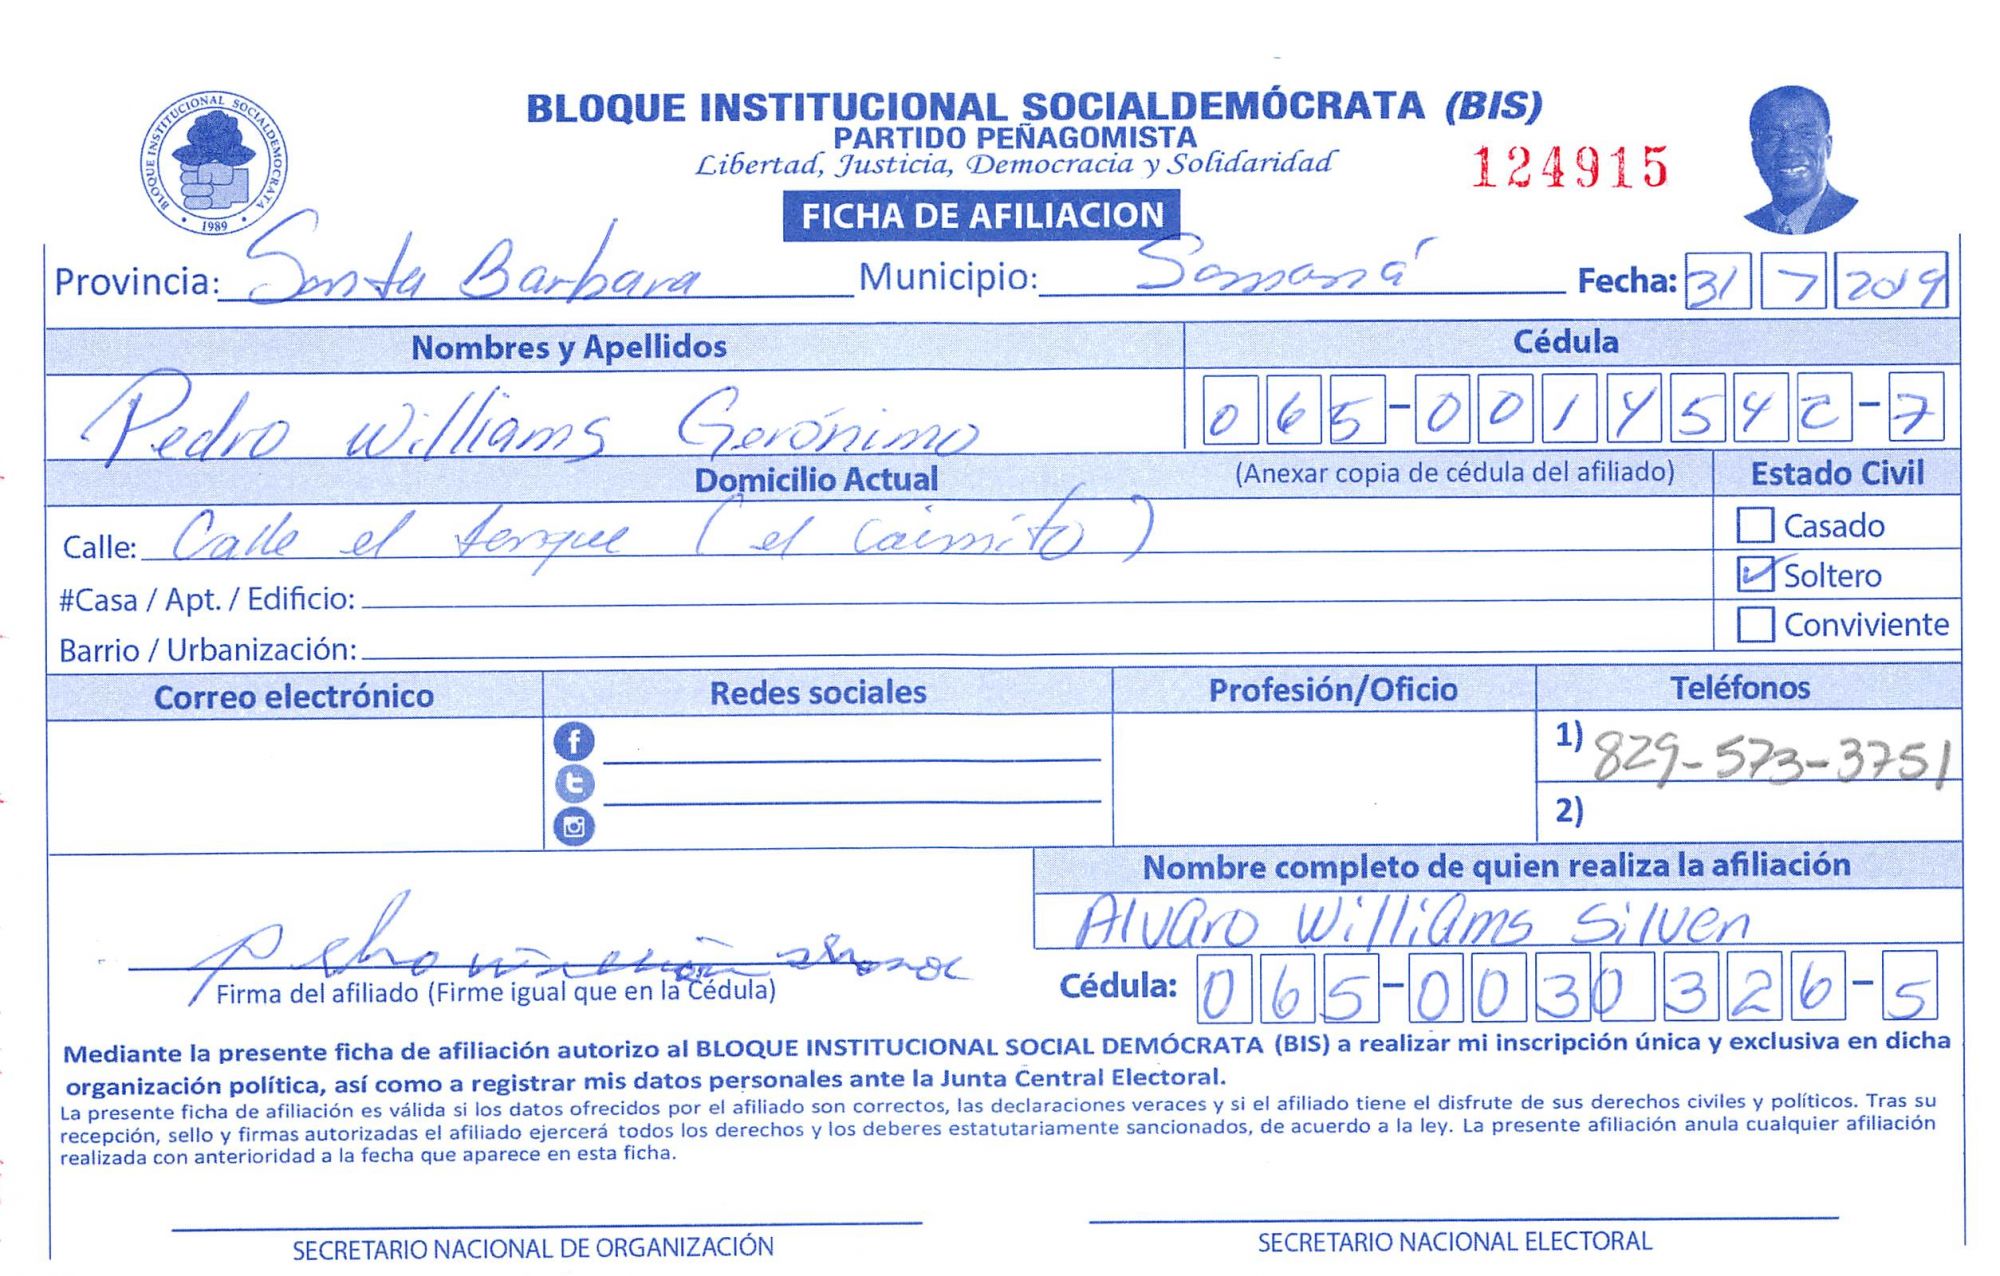 BLOQUE INSTITUCIONAL SOCIALDEMOCRATA
1989
BLOQUE INSTITUCIONAL SOCIALDEMÓCRATA (BIS)
PARTIDO PEÑAGOMISTA
Libertad, Justicia, Democracia y Solidaridad
124915
FICHA DE AFILIACION
Provincia: Santa Barbara Municipio: Samaná Fecha: 31 7 2019
Nombres y Apellidos Cédula
Pedro Williams Gerónimo 065-0014542-7
Domicilio Actual (Anexar copia de cédula del afiliado) Estado Civil
Calle: Calle el tanque (el Caimito) Casado
#Casa / Apt. / Edificio: Soltero
Barrio / Urbanización: Conviviente
Correo electrónico Redes sociales Profesión/Oficio Teléfonos
1) 829-573-3751
2)
Nombre completo de quien realiza la afiliación
Alvaro Williams Silven
Pedro
Firma del afiliado (Firme igual que en la Cédula) Cédula: 065-0030326-5
Mediante la presente ficha de afiliación autorizo al BLOQUE INSTITUCIONAL SOCIAL DEMÓCRATA (BIS) a realizar mi inscripción única y exclusiva en dicha
organización política, así como a registrar mis datos personales ante la Junta Central Electoral.
La presente ficha de afiliación es válida si los datos ofrecidos por el afiliado son correctos, las declaraciones veraces y si el afiliado tiene el disfrute de sus derechos civiles y políticos. Tras su
recepción, sello y firmas autorizadas el afiliado ejercerá todos los derechos y los deberes estatutariamente sancionados, de acuerdo a la ley. La presente afiliación anula cualquier afiliación
realizada con anterioridad a la fecha que aparece en esta ficha.
SECRETARIO NACIONAL DE ORGANIZACIÓN SECRETARIO NACIONAL ELECTORAL